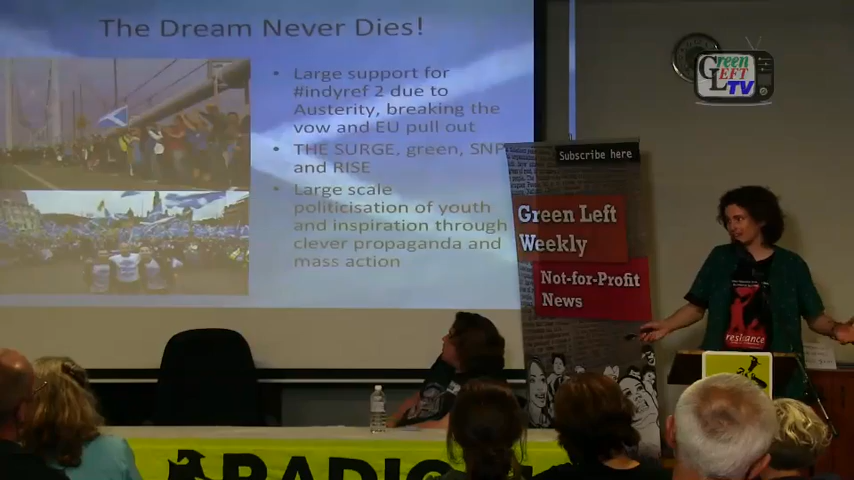 The Dream Never Dies!
• Large support for
#indyref 2 due to
Austerity, breaking the
vow and EU pull out
• THE SURGE, green, SNP
and RISE
• Large scale
politicisation of youth
and inspiration through
clever propaganda and
mass action
Green
LEFT
TV
Subscribe here
Green Left
Weekly
Not-for-Profit
News
resistance
RADIC